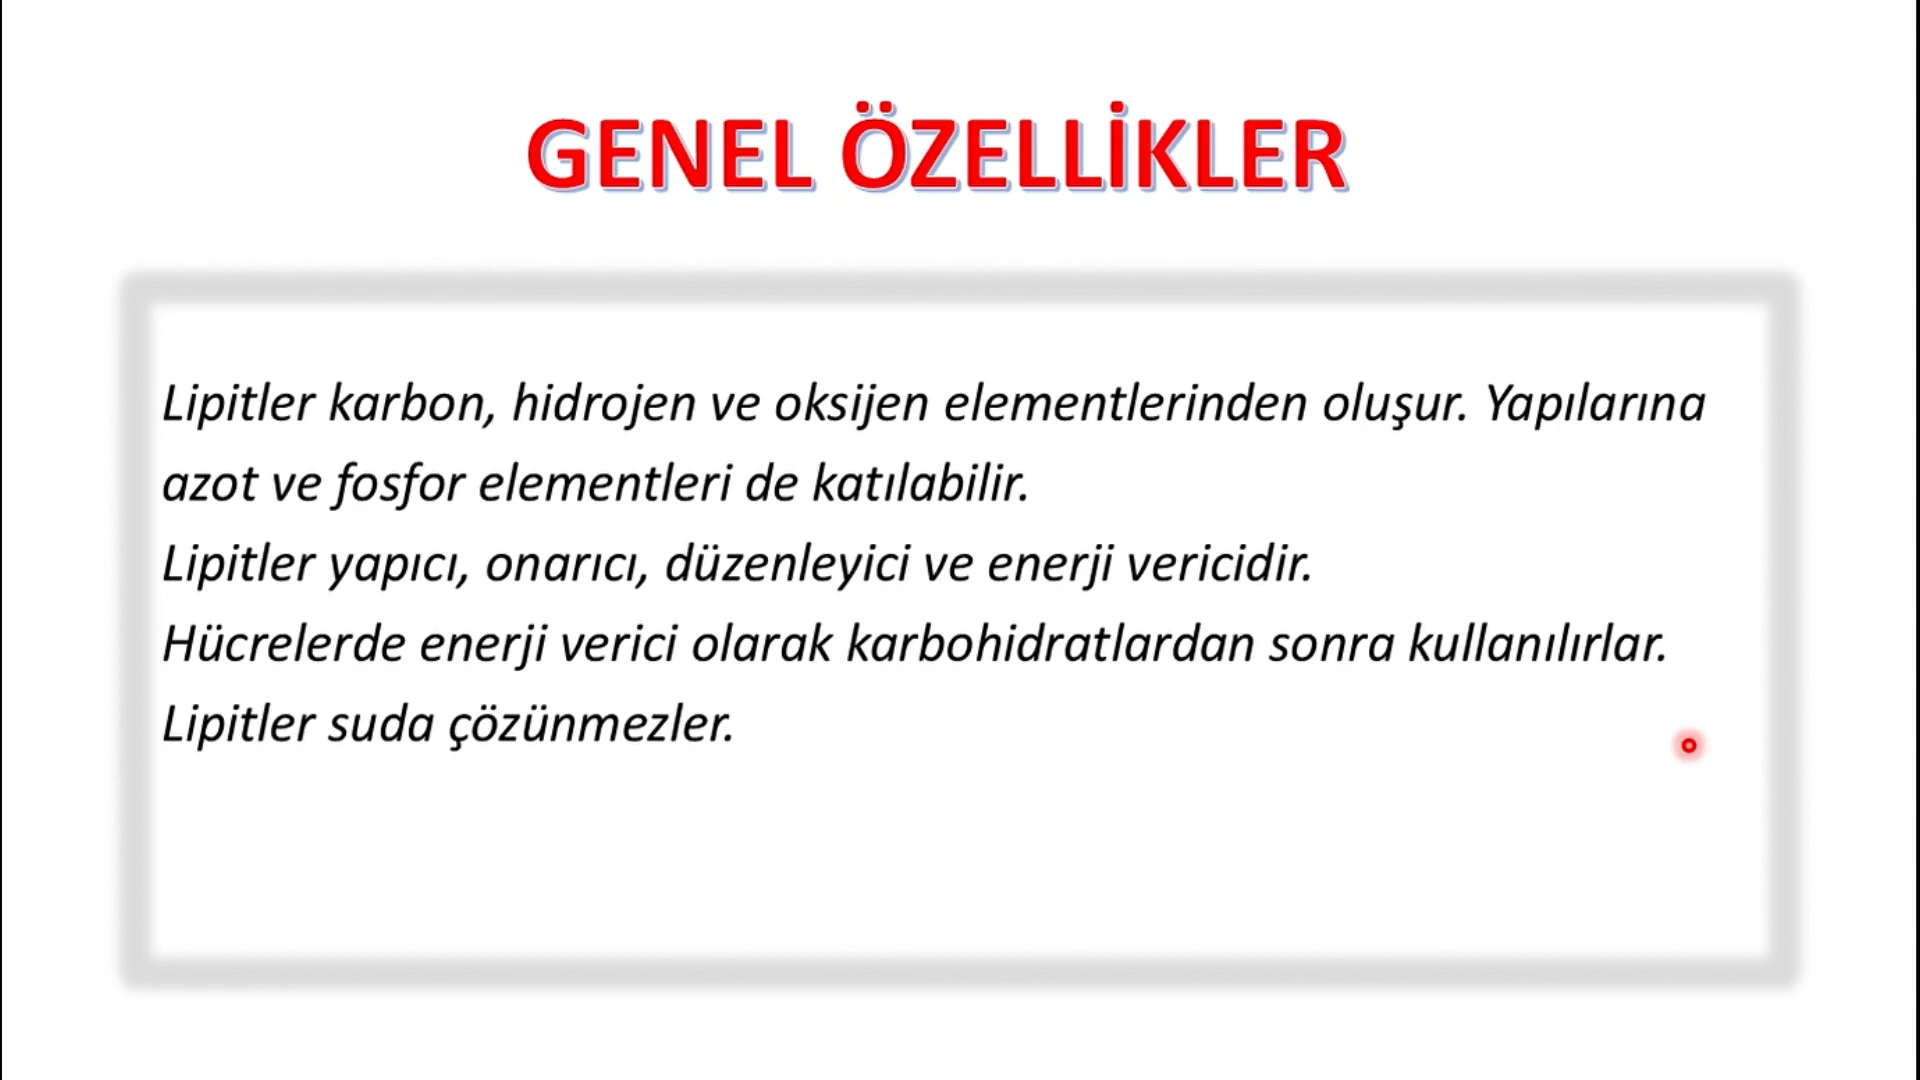 GENEL ÖZELLİKLER
Lipitler karbon, hidrojen ve oksijen elementlerinden oluşur. Yapılarına
azot ve fosfor elementleri de katılabilir.
Lipitler yapıcı, onarıcı, düzenleyici ve enerji vericidir.
Hücrelerde enerji verici olarak karbohidratlardan sonra kullanılırlar.
Lipitler suda çözünmezler.